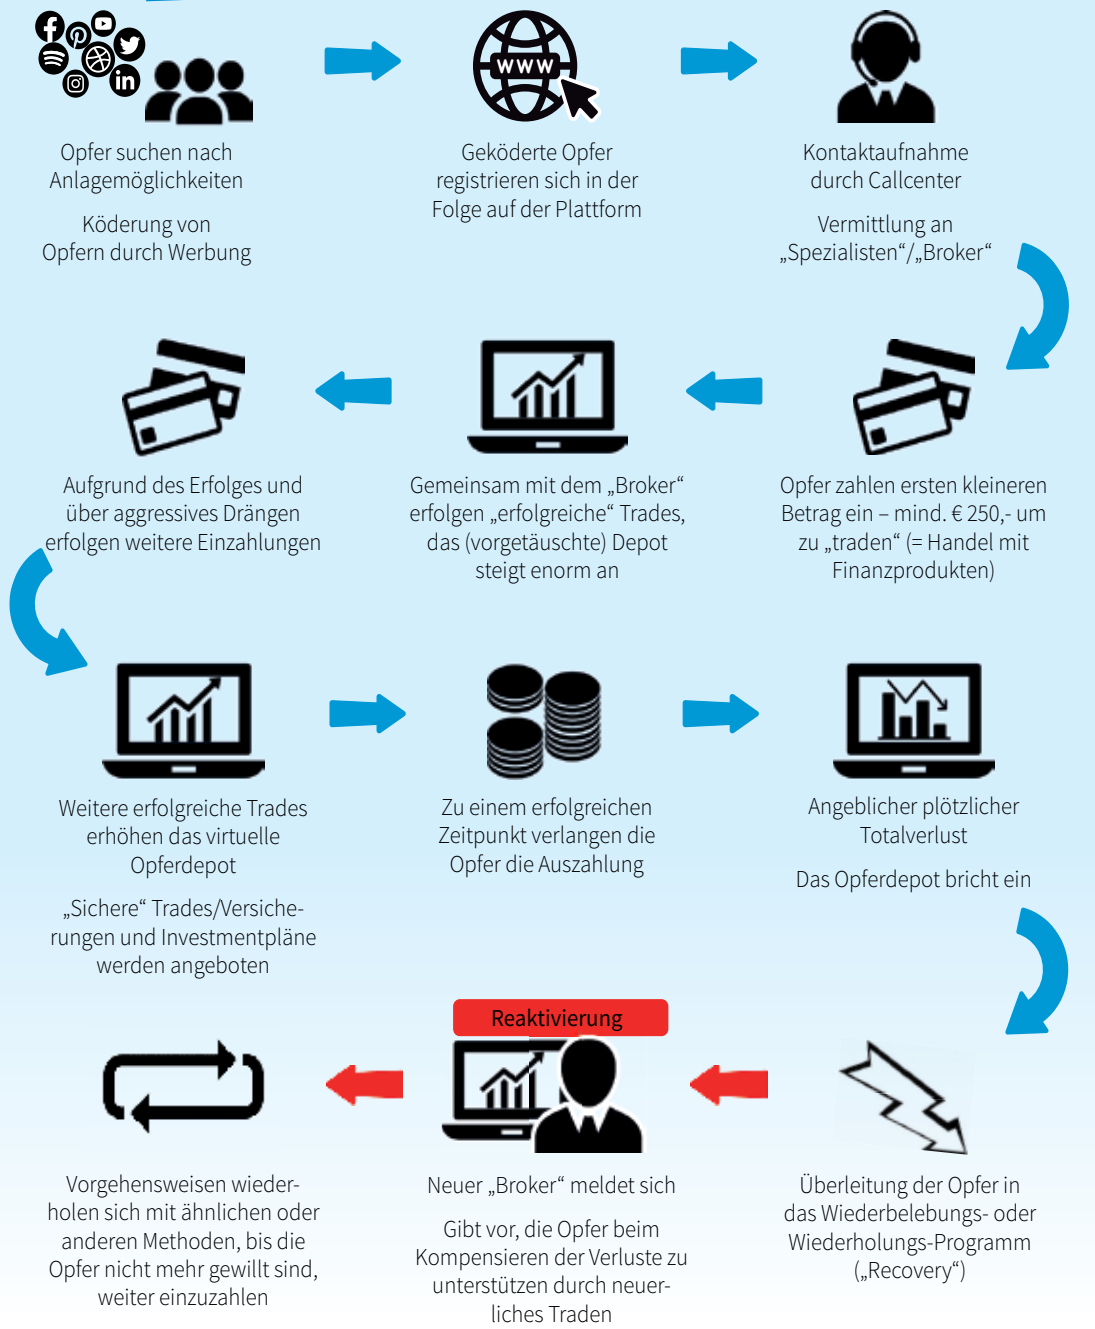 Opfer suchen nach
Anlagemöglichkeiten
Köderung von
Opfern durch Werbung
WWW
Geköderte Opfer
registrieren sich in der
Folge auf der Plattform
Kontaktaufnahme
durch Callcenter
Vermittlung an
„Spezialisten“/„Broker“
Opfer zahlen ersten kleineren
Betrag ein – mind. € 250,- um
zu „traden“ (= Handel mit
Finanzprodukten)
Gemeinsam mit dem „Broker“
erfolgen „erfolgreiche“ Trades,
das (vorgetäuschte) Depot
steigt enorm an
Aufgrund des Erfolges und
über aggressives Drängen
erfolgen weitere Einzahlungen
Weitere erfolgreiche Trades
erhöhen das virtuelle
Opferdepot
„Sichere“ Trades/Versiche-
rungen und Investmentpläne
werden angeboten
Zu einem erfolgreichen
Zeitpunkt verlangen die
Opfer die Auszahlung
Angeblicher plötzlicher
Totalverlust
Das Opferdepot bricht ein
Überleitung der Opfer in
das Wiederbelebungs- oder
Wiederholungs-Programm
(„Recovery“)
Reaktivierung
Neuer „Broker“ meldet sich
Gibt vor, die Opfer beim
Kompensieren der Verluste zu
unterstützen durch neuer-
liches Traden
Vorgehensweisen wieder-
holen sich mit ähnlichen oder
anderen Methoden, bis die
Opfer nicht mehr gewillt sind,
weiter einzuzahlen